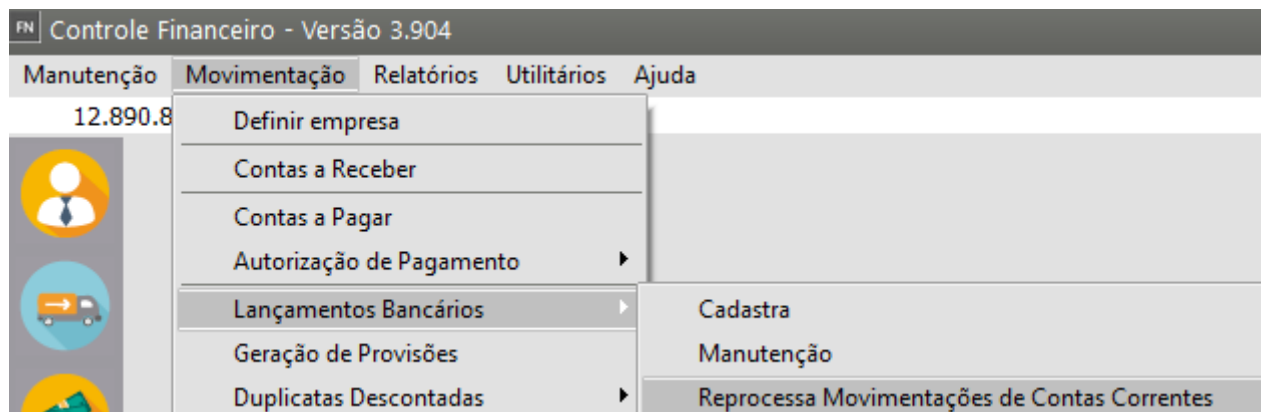 FN Controle Financeiro - Versão 3.904
Manutenção Movimentação Relatórios Utilitários Ajuda
12.890.8
Definir empresa
Contas a Receber
Contas a Pagar
Autorização de Pagamento
Lançamentos Bancários
Geração de Provisões
Duplicatas Descontadas
Cadastra
Manutenção
Reprocessa Movimentações de Contas Correntes